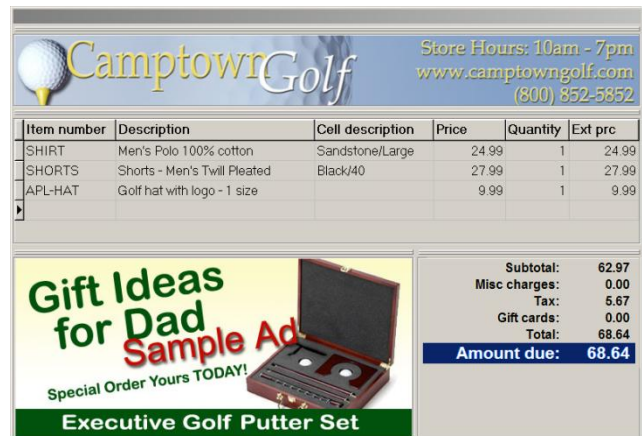 Camptown Golf
Store Hours: 10am - 7pm
www.camptowngolf.com
(800) 852-5852
Item number Description Cell description Price Quantity Ext prc
SHIRT Men's Polo 100% cotton Sandstone/Large 24.99 1 24.99
SHORTS Shorts - Men's Twill Pleated Black/40 27.99 1 27.99
APL-HAT Golf hat with logo - 1 size 9.99 1 9.99
Gift Ideas
for Dad
Sample Ad
Special Order Yours TODAY!
Executive Golf Putter Set
Subtotal: 62.97
Misc charges: 0.00
Tax: 5.67
Gift cards: 0.00
Total: 68.64
Amount due: 68.64